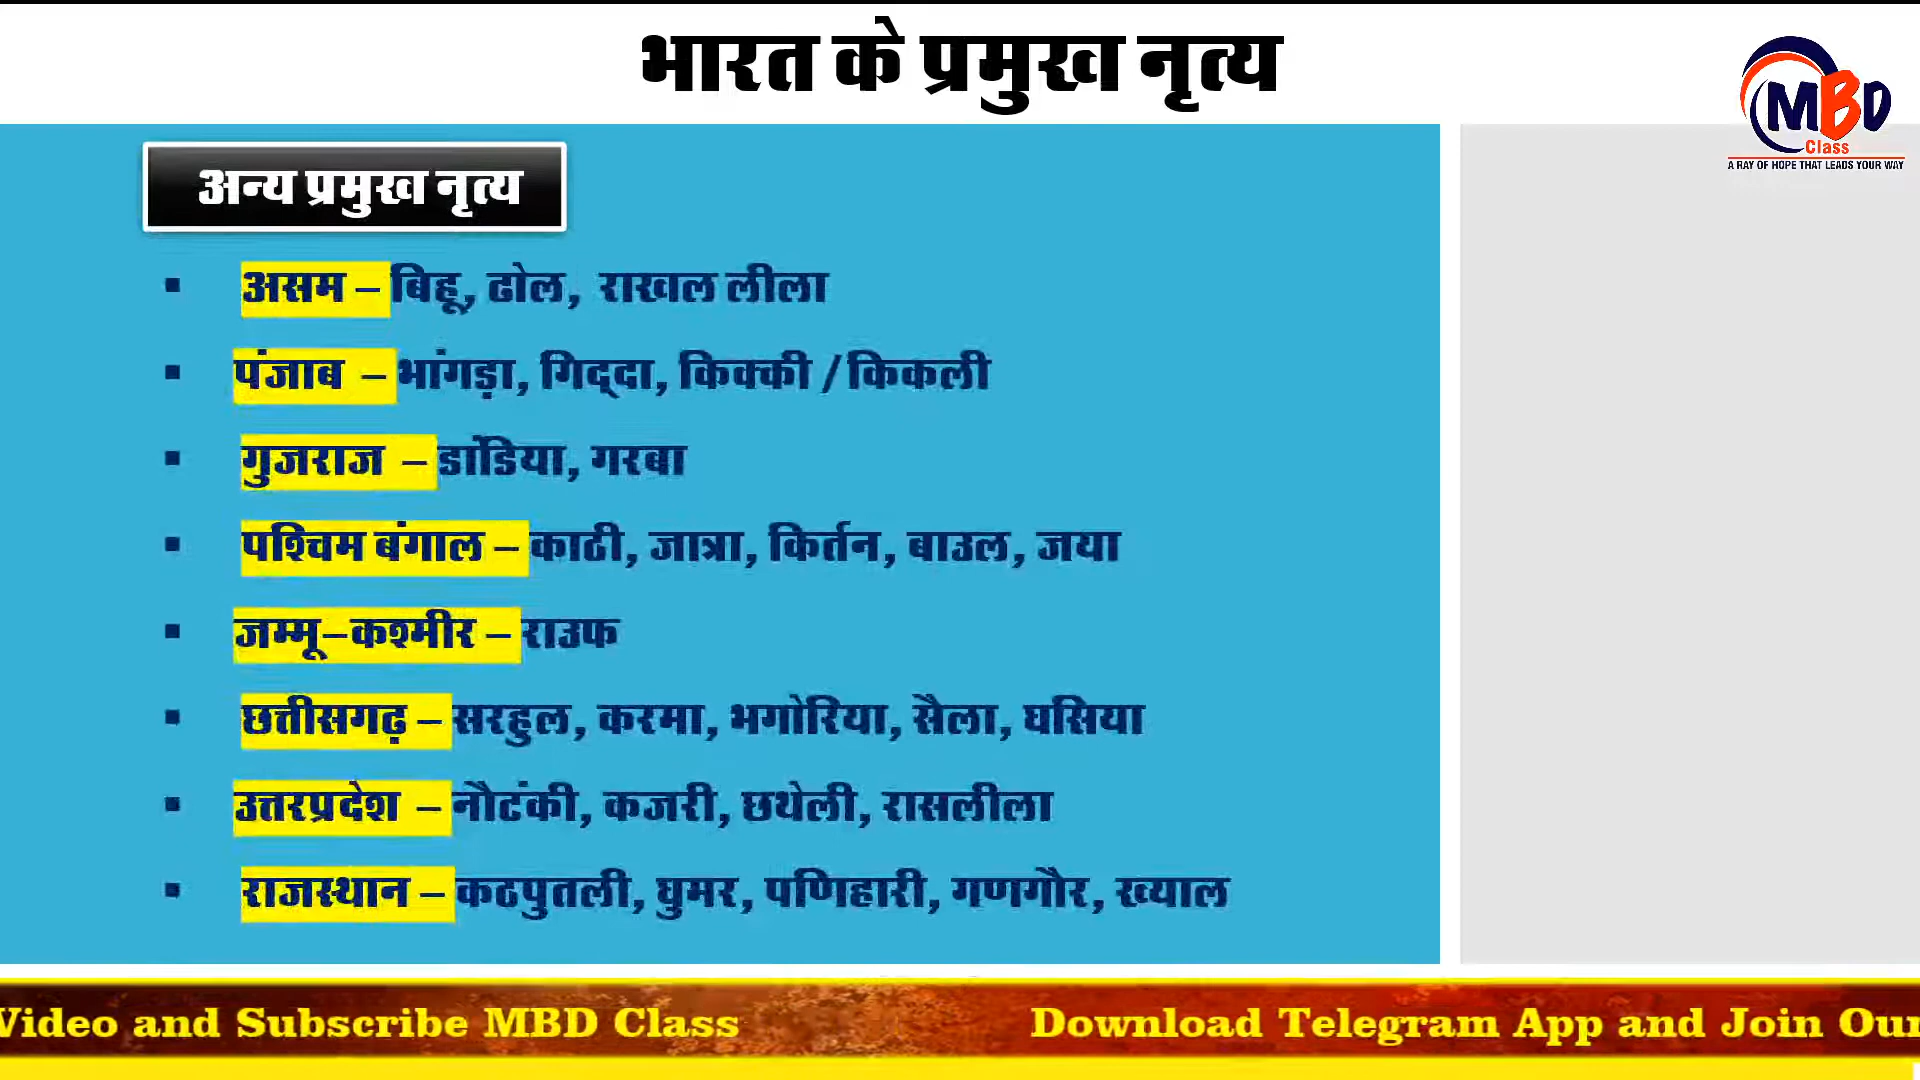 भारत के प्रमुख नृत्य
MBD
Class
A RAY OF HOPE THAT LEADS YOUR WAY
अन्य प्रमुख नृत्य
▪ असम – बिहू, ढोल, राखल लीला
▪ पंजाब – भांगड़ा, गिद्दा, किक्की / किकली
▪ गुजराज – डांडिया, गरबा
▪ पश्चिम बंगाल – काठी, जात्रा, किर्तन, बाउल, जया
▪ जम्मू–कश्मीर – राउफ
▪ छत्तीसगढ़ – सरहुल, करमा, भगोरिया, सैला, घसिया
▪ उत्तरप्रदेश – नौटंकी, कजरी, छथेली, रासलीला
▪ राजस्थान – कठपुतली, घुमर, पणिहारी, गणगौर, ख्याल
Video and Subscribe MBD Class Download Telegram App and Join Our